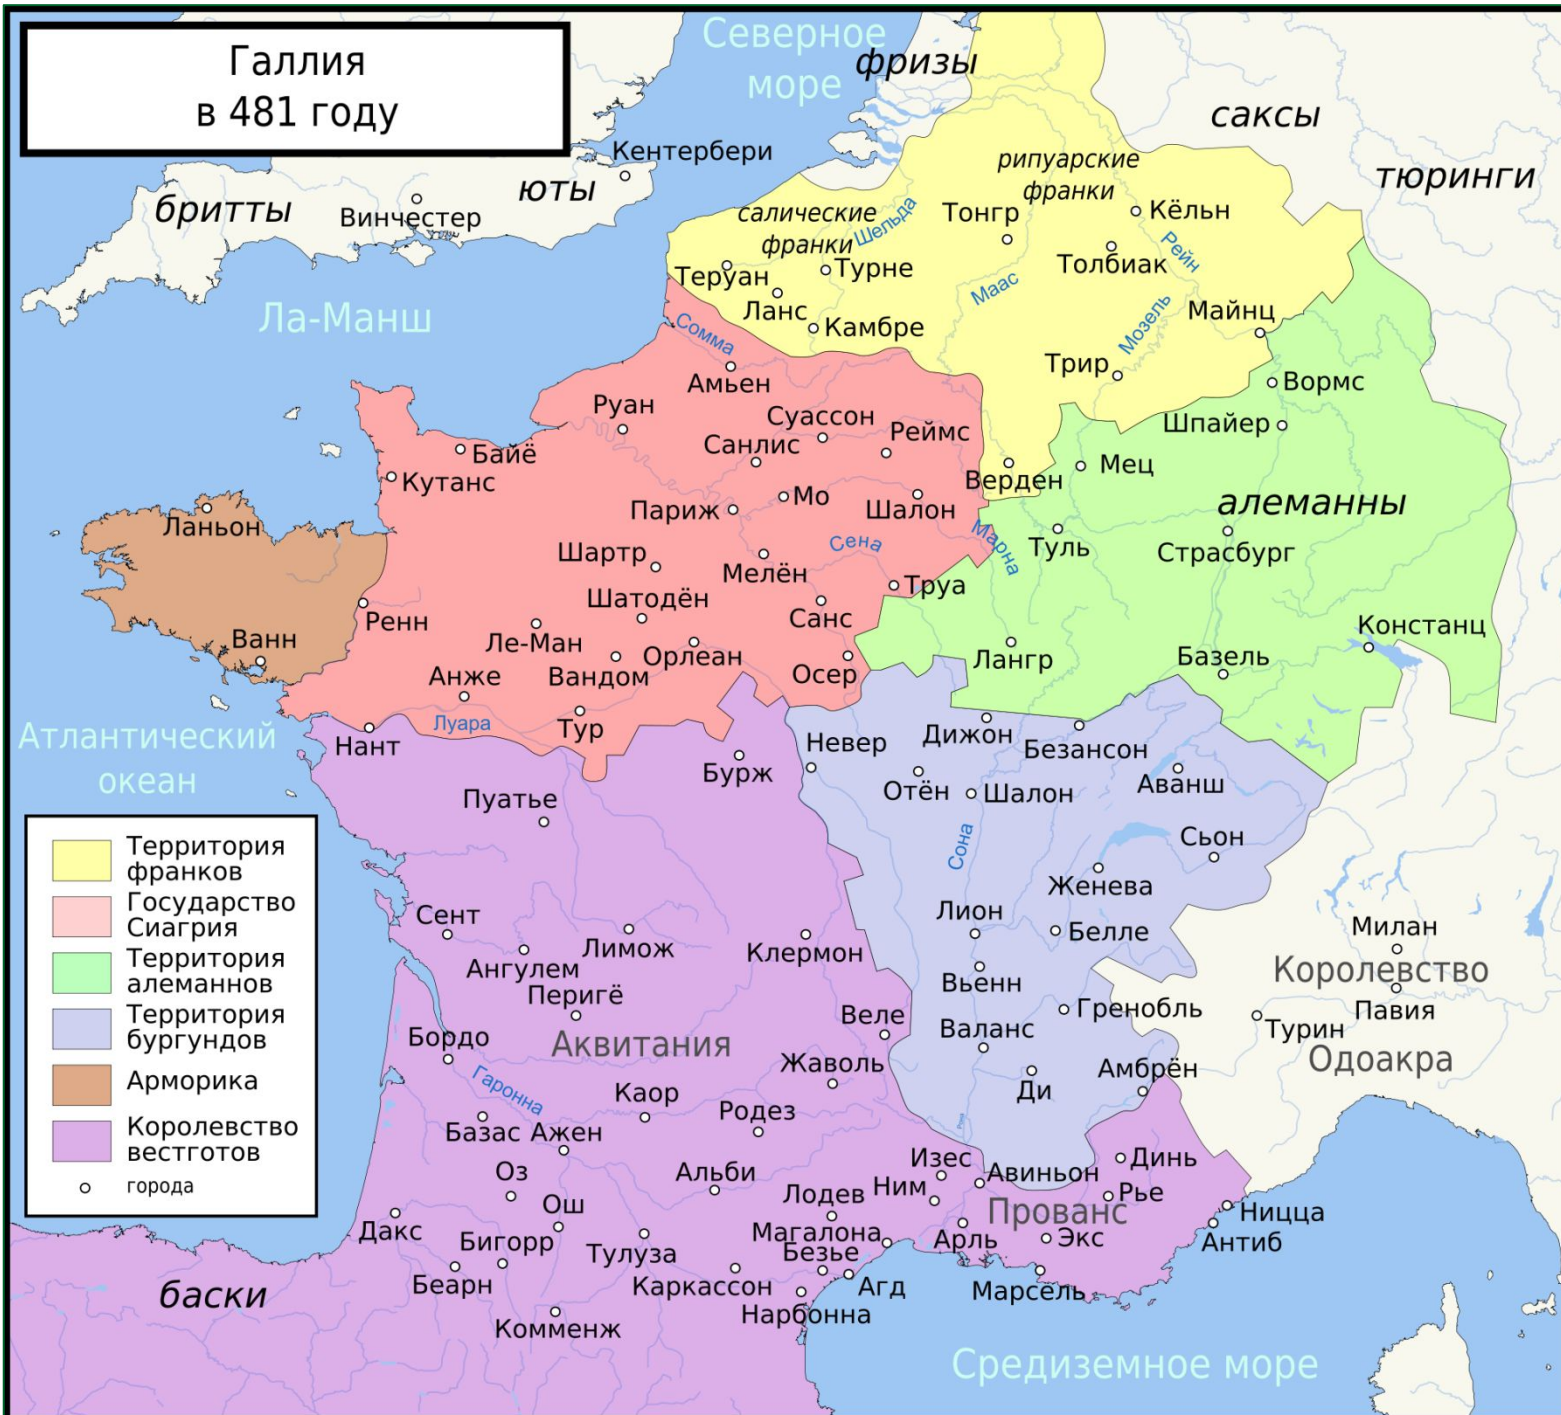 Галлия
в 481 году
Северное
море
фризы
саксы
тюринги
Кентербери
юты
бритты
Винчестер
рипуарские
франки
салические
франки
Шельда
Тонгр
Кёльн
Рейн
Толбиак
Теруан
Турне
Маас
Ланс
Камбре
Мозель
Майнц
Ла-Манш
Сомма
Амьен
Трир
Вормс
Руан
Суассон
Реймс
Шпайер
Санлис
Байё
Кутанс
Верден
Мец
Мо
Париж
Шалон
алеманны
Ланьон
Марна
Туль
Страсбург
Сена
Шартр
Мелён
Труа
Шатодён
Санс
Ренн
Ле-Ман
Орлеан
Констанц
Ванн
Лангр
Базель
Осер
Анже
Вандом
Луара
Тур
Атлантический
океан
Нант
Невер
Дижон
Безансон
Бурж
Отён
Шалон
Аванш
Пуатье
Сона
Сьон
Женева
Территория
франков
Государство
Сиагрия
Территория
алеманнов
Территория
бургундов
Арморика
Королевство
вестготов
города
Сент
Лимож
Ангулем
Клермон
Лион
Белле
Милан
Королевство
Вьенн
Перигё
Гренобль
Павия
Веле
Турин
Валанс
Бордо
Аквитания
Одоакра
Жаволь
Амбрён
Гаронна
Каор
Ди
Родез
Базас
Ажен
Изес
Авиньон
Динь
Оз
Альби
Ним
Рье
Лодев
Ош
Прованс
Ницца
Дакс
Магалона
Арль
Экс
Антиб
Бигорр
Тулуза
Безье
Беарн
Каркассон
Агд
Марсель
баски
Нарбонна
Комменж
Средиземное море